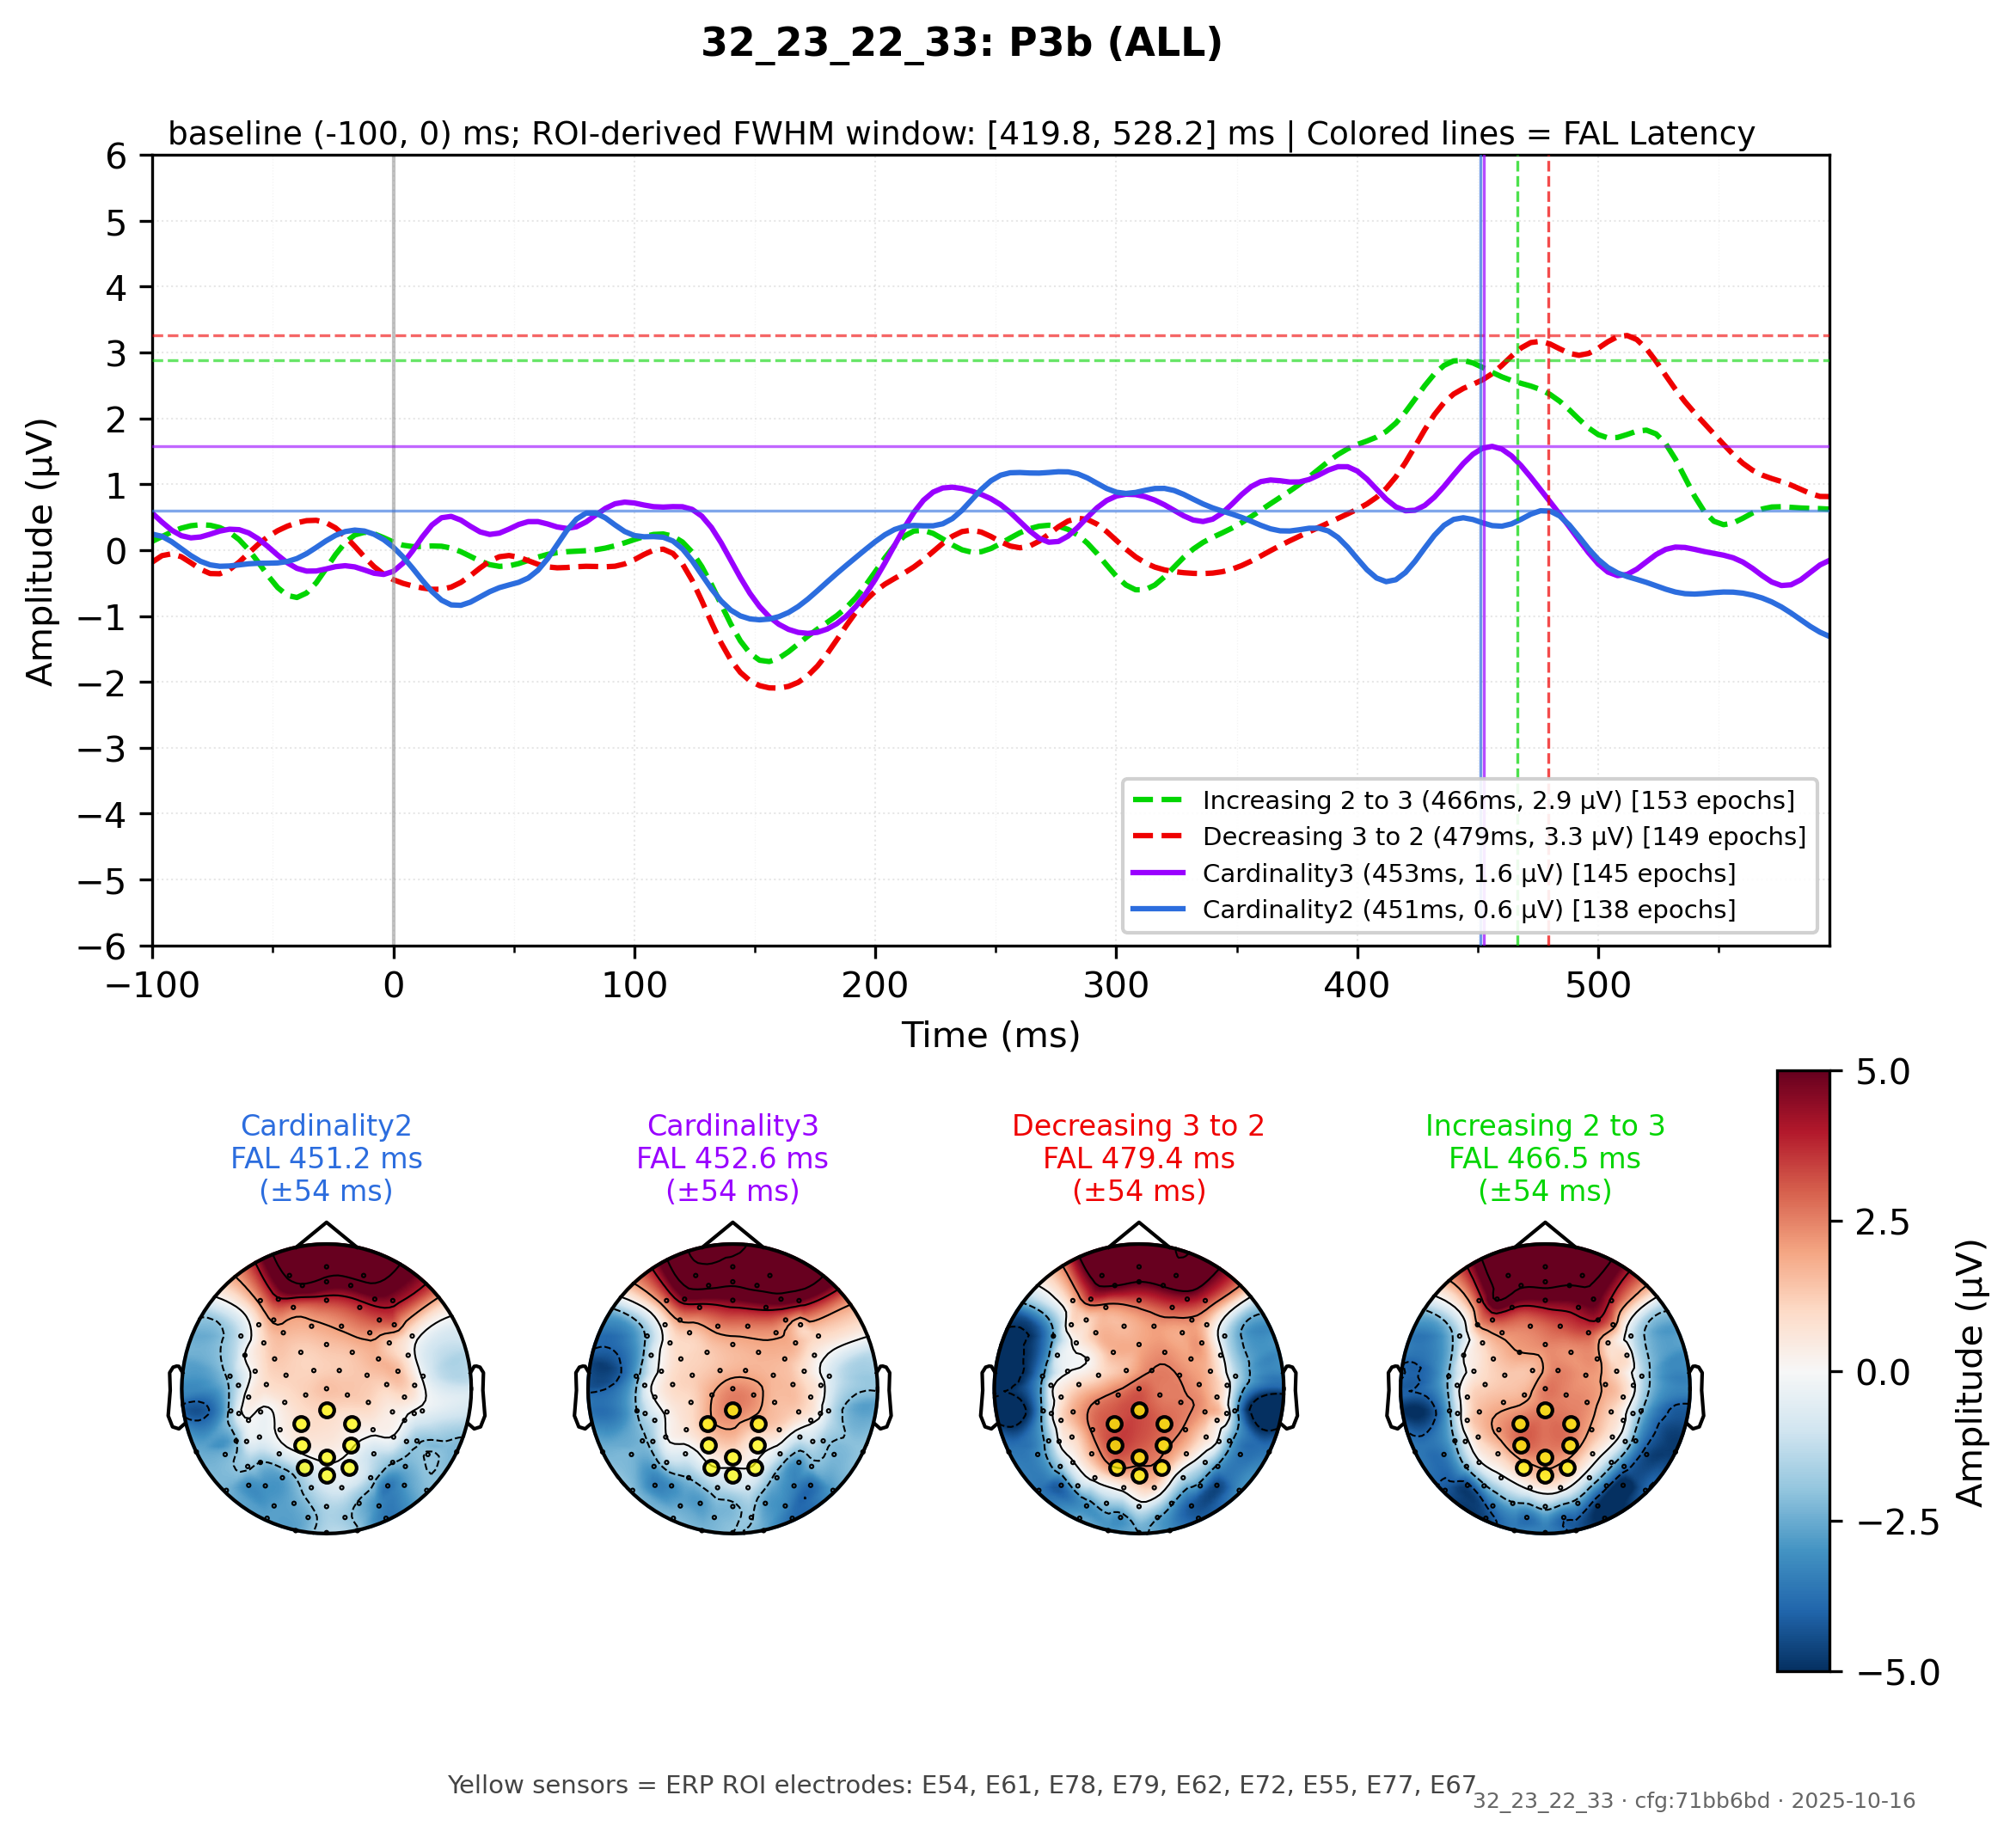 32_23_22_33: P3b (ALL)
baseline (-100, 0) ms; ROI-derived FWHM window: [419.8, 528.2] ms | Colored lines = FAL Latency
Amplitude (µV)
6
5
4
3
2
1
0
−1
−2
−3
−4
−5
−6
Increasing 2 to 3 (466ms, 2.9 µV) [153 epochs]
Decreasing 3 to 2 (479ms, 3.3 µV) [149 epochs]
Cardinality3 (453ms, 1.6 µV) [145 epochs]
Cardinality2 (451ms, 0.6 µV) [138 epochs]
−100 0 100 200 300 400 500
Time (ms)
Cardinality2
FAL 451.2 ms
(±54 ms)
Cardinality3
FAL 452.6 ms
(±54 ms)
Decreasing 3 to 2
FAL 479.4 ms
(±54 ms)
Increasing 2 to 3
FAL 466.5 ms
(±54 ms)
5.0
2.5
0.0
−2.5
−5.0
Amplitude (µV)
Yellow sensors = ERP ROI electrodes: E54, E61, E78, E79, E62, E72, E55, E77, E67
32_23_22_33 · cfg:71bb6bd · 2025-10-16